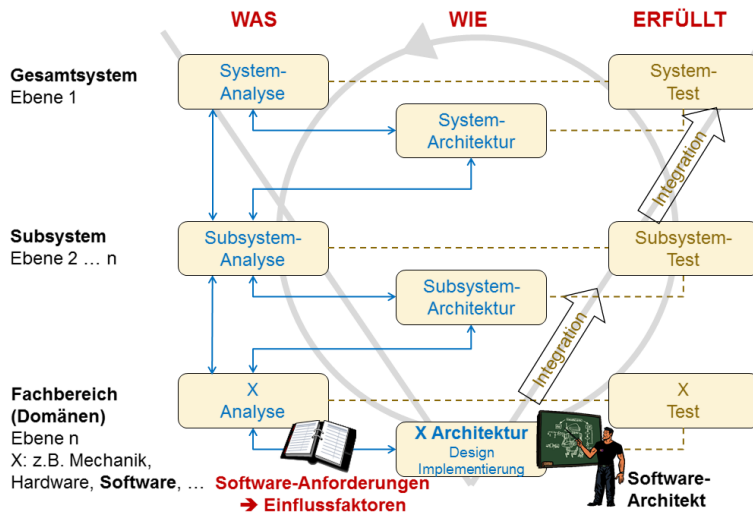 WAS
WIE
ERFÜLLT
Gesamtsystem
Ebene 1
System-
Analyse
System-
Test
System-
Architektur
Integration
Subsystem
Ebene 2 … n
Subsystem-
Analyse
Subsystem-
Test
Subsystem-
Architektur
Integration
Fachbereich
(Domänen)
Ebene n
X: z.B. Mechanik,
Hardware, Software, …
X
Analyse
X
Test
X Architektur
Design
Implementierung
Software-Anforderungen
➔ Einflussfaktoren
Software-
Architekt